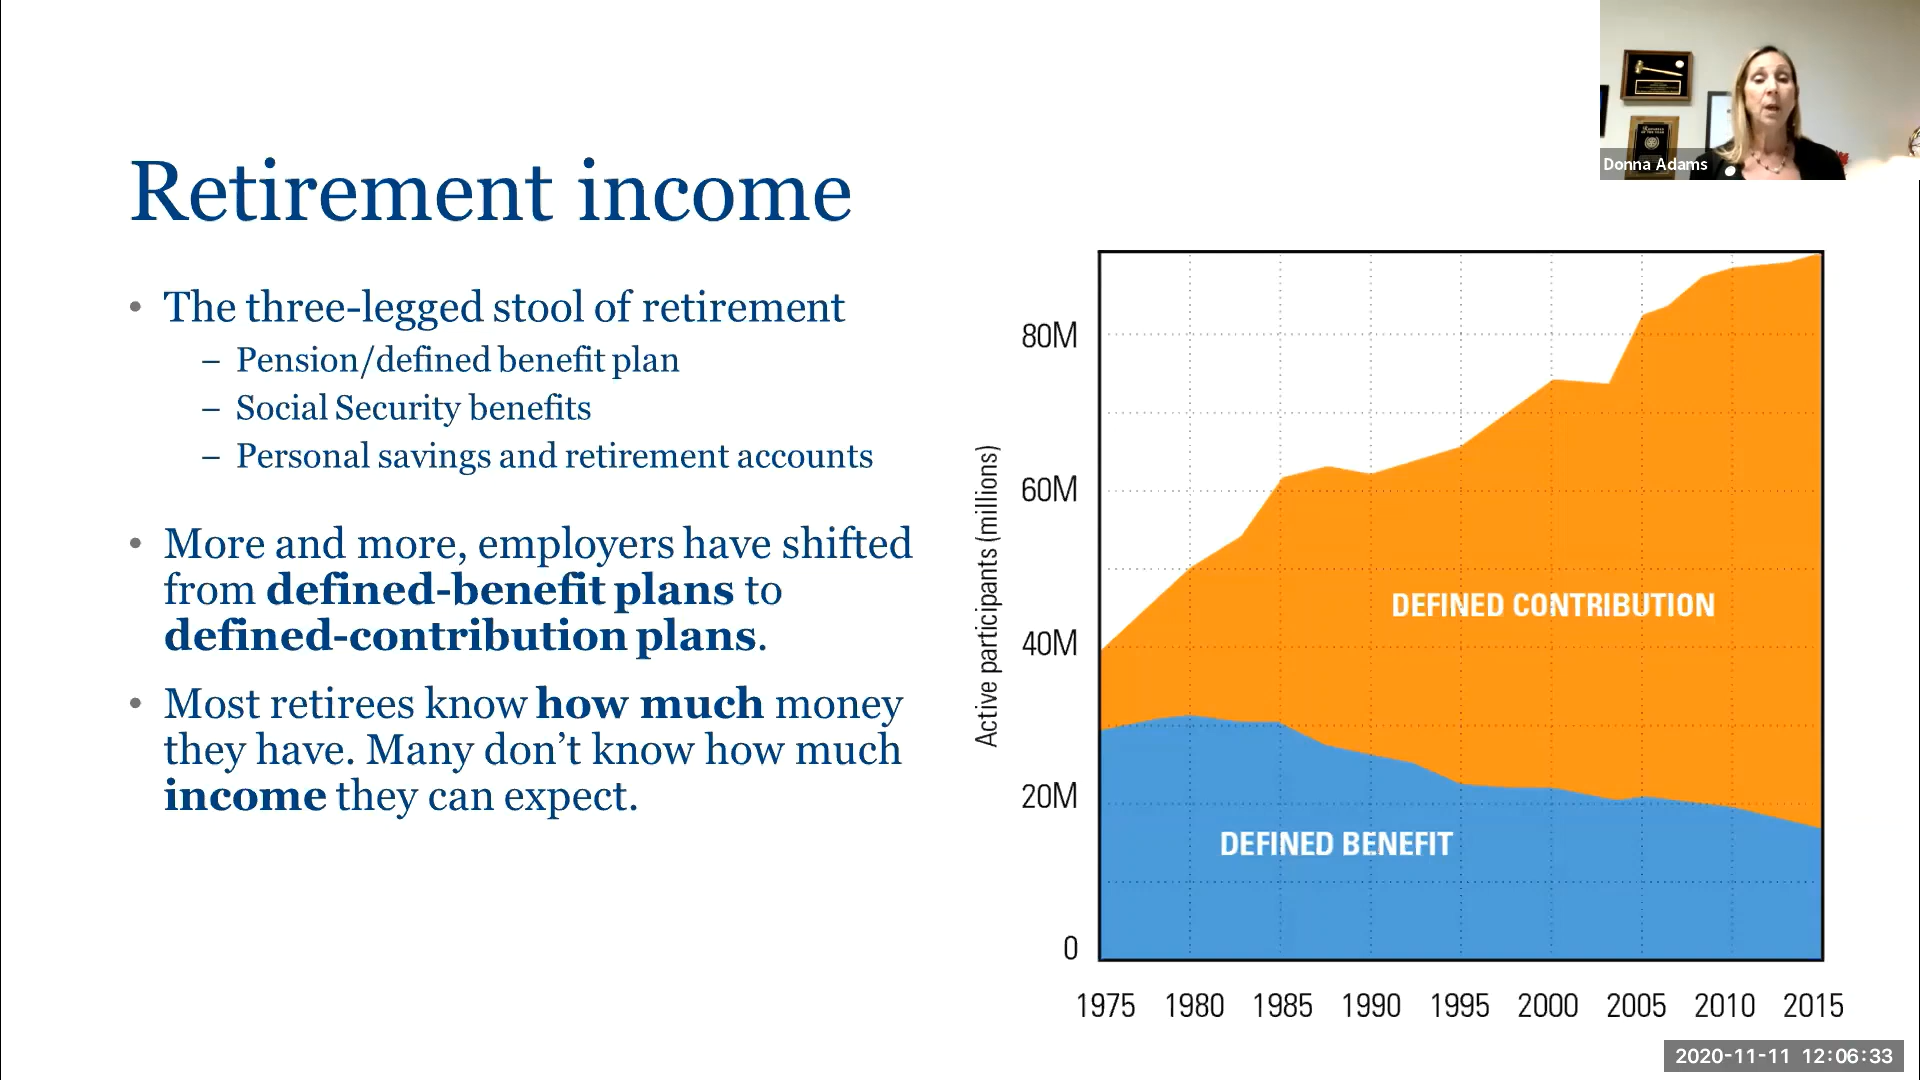 Donna Adams
Retirement income
• The three-legged stool of retirement
– Pension/defined benefit plan
– Social Security benefits
– Personal savings and retirement accounts
• More and more, employers have shifted
from defined-benefit plans to
defined-contribution plans.
• Most retirees know how much money
they have. Many don’t know how much
income they can expect.
Active participants (millions)
80M
60M
40M
20M
0
DEFINED CONTRIBUTION
DEFINED BENEFIT
1975 1980 1985 1990 1995 2000 2005 2010 2015
2020-11-11 12:06:33